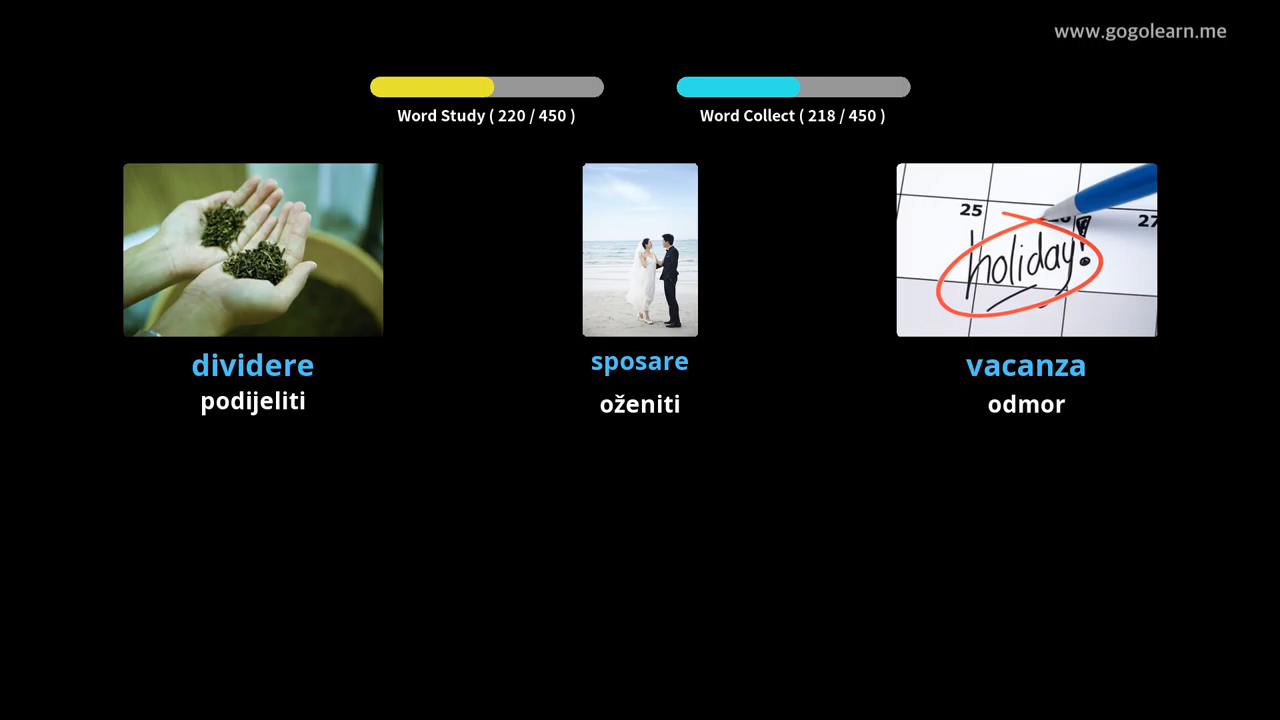 www.gogolearn.me
Word Study ( 220 / 450 )
Word Collect ( 218 / 450 )
25
27
holiday!
dividere
podijeliti
sposare
oženiti
vacanza
odmor